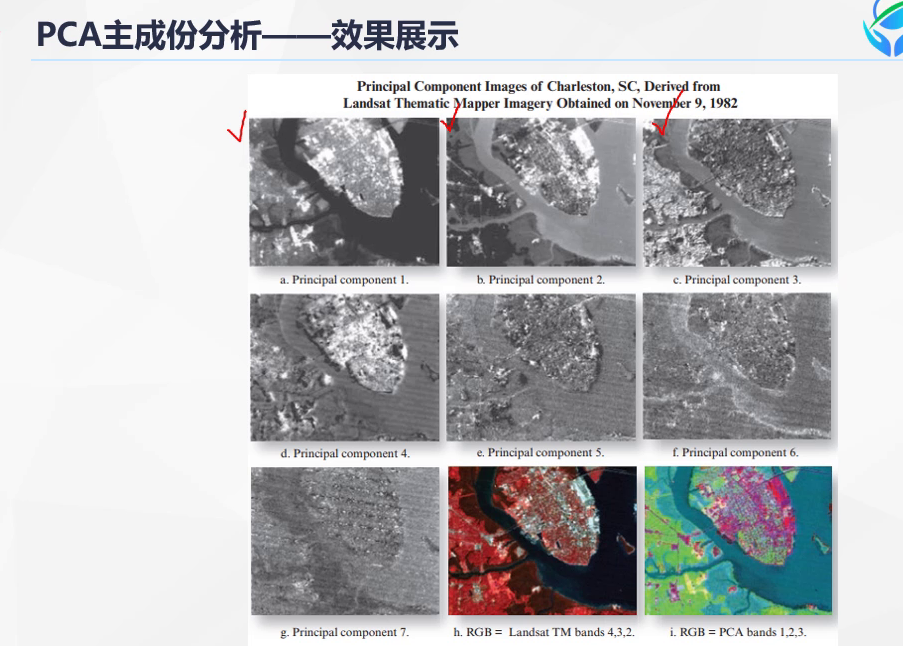 PCA主成份分析——效果展示
Principal Component Images of Charleston, SC, Derived from
Landsat Thematic Mapper Imagery Obtained on November 9, 1982
a. Principal component 1.
b. Principal component 2.
c. Principal component 3.
d. Principal component 4.
e. Principal component 5.
f. Principal component 6.
g. Principal component 7.
h. RGB = Landsat TM bands 4,3,2.
i. RGB = PCA bands 1,2,3.